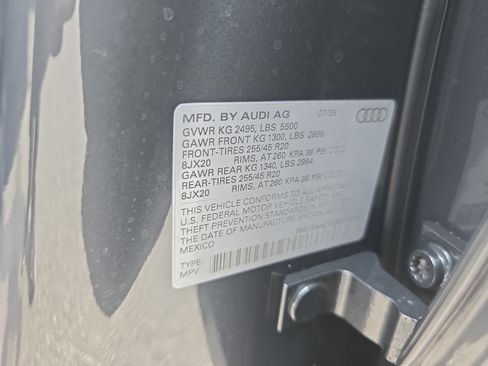 MFD. BY AUDI AG 07/25
GVWR KG 2495, LBS 5500
GAWR FRONT KG 1300, LBS 2866
FRONT-TIRES 255/45 R20
8JX20 RIMS, AT 260 KPA 38 PSI COLD
GAWR REAR KG 1340, LBS 2954
REAR-TIRES 255/45 R20
8JX20 RIMS, AT 260 KPA 38 PSI COLD
THIS VEHICLE CONFORMS TO ALL APPLICABLE
U.S. FEDERAL MOTOR VEHICLE SAFETY AND
THEFT PREVENTION STANDARDS IN
THE DATE OF MANUFACTURE SHOWN
MEXICO
TYPE:
MPV